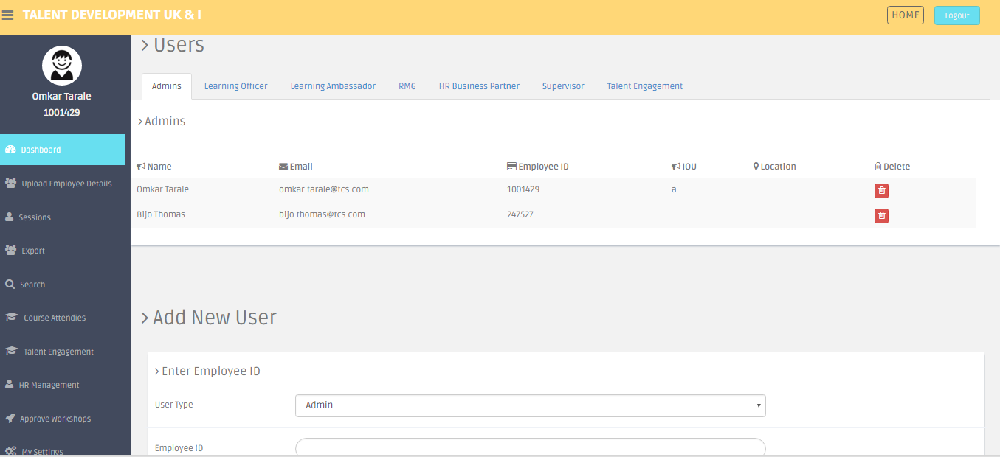 TALENT DEVELOPMENT UK & I
HOME
Logout
Omkar Tarale
1001429
Dashboard
Upload Employee Details
Sessions
Export
Search
Course Attendies
Talent Engagement
HR Management
Approve Workshops
My Settings
> Users
Admins Learning Officer Learning Ambassador RMG HR Business Partner Supervisor Talent Engagement
> Admins
Name Email Employee ID IOU Location Delete
Omkar Tarale omkar.tarale@tcs.com 1001429 a
Bijo Thomas bijo.thomas@tcs.com 247527
> Add New User
> Enter Employee ID
User Type Admin
Employee ID